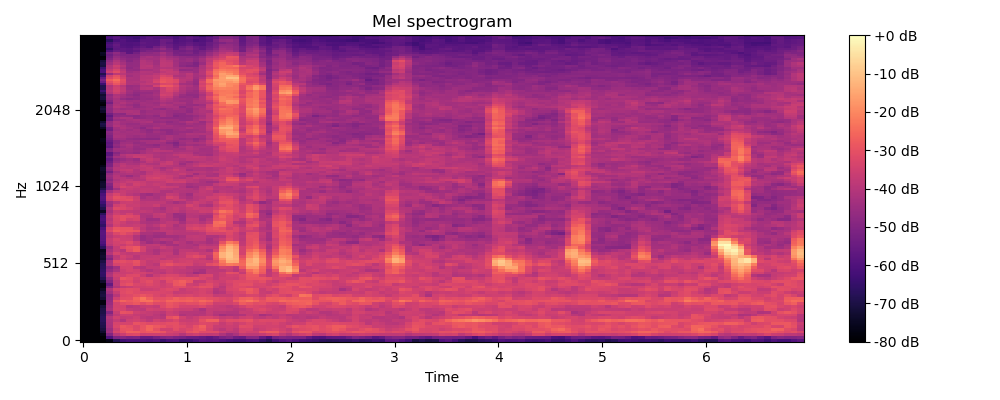 Mel spectrogram
Hz
2048
1024
512
0
0 1 2 3 4 5 6
Time
+0 dB
-10 dB
-20 dB
-30 dB
-40 dB
-50 dB
-60 dB
-70 dB
-80 dB